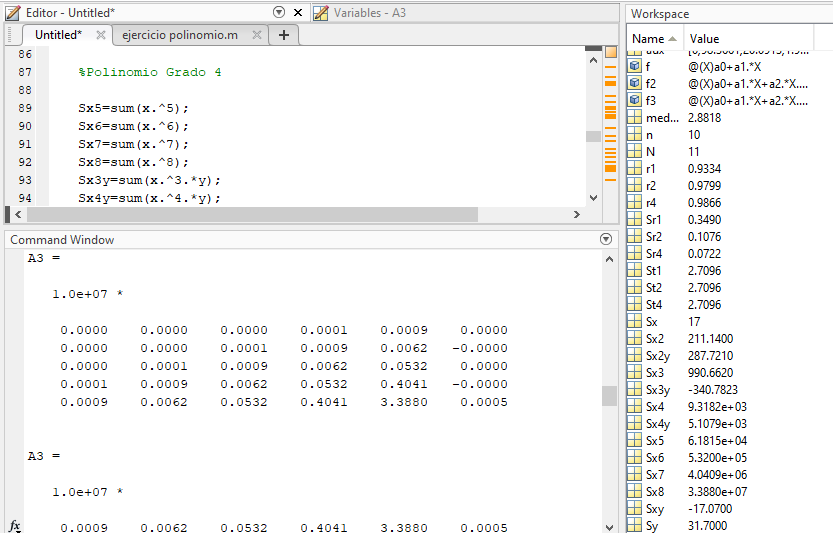 Editor - Untitled*
Variables - A3
Untitled*
ejercicio polinomio.m
86
87 %Polinomio Grado 4
88
89 Sx5=sum(x.^5);
90 Sx6=sum(x.^6);
91 Sx7=sum(x.^7);
92 Sx8=sum(x.^8);
93 Sx3y=sum(x.^3.*y);
94 Sx4y=sum(x.^4.*y);
Command Window
A3 =
1.0e+07 *
0.0000 0.0000 0.0000 0.0001 0.0009 0.0000
0.0000 0.0000 0.0001 0.0009 0.0062 -0.0000
0.0000 0.0001 0.0009 0.0062 0.0532 0.0000
0.0001 0.0009 0.0062 0.0532 0.4041 -0.0000
0.0009 0.0062 0.0532 0.4041 3.3880 0.0005
A3 =
1.0e+07 *
fx 0.0009 0.0062 0.0532 0.4041 3.3880 0.0005
Workspace
Name Value
f @(X)a0+a1.*X
f2 @(X)a0+a1.*X+a2.*X....
f3 @(X)a0+a1.*X+a2.*X....
med... 2.8818
n 10
N 11
r1 0.9334
r2 0.9799
r4 0.9866
Sr1 0.3490
Sr2 0.1076
Sr4 0.0722
St1 2.7096
St2 2.7096
St4 2.7096
Sx 17
Sx2 211.1400
Sx2y 287.7210
Sx3 990.6620
Sx3y -340.7823
Sx4 9.3182e+03
Sx4y 5.1079e+03
Sx5 6.1815e+04
Sx6 5.3200e+05
Sx7 4.0409e+06
Sx8 3.3880e+07
Sxy -17.0700
Sy 31.7000